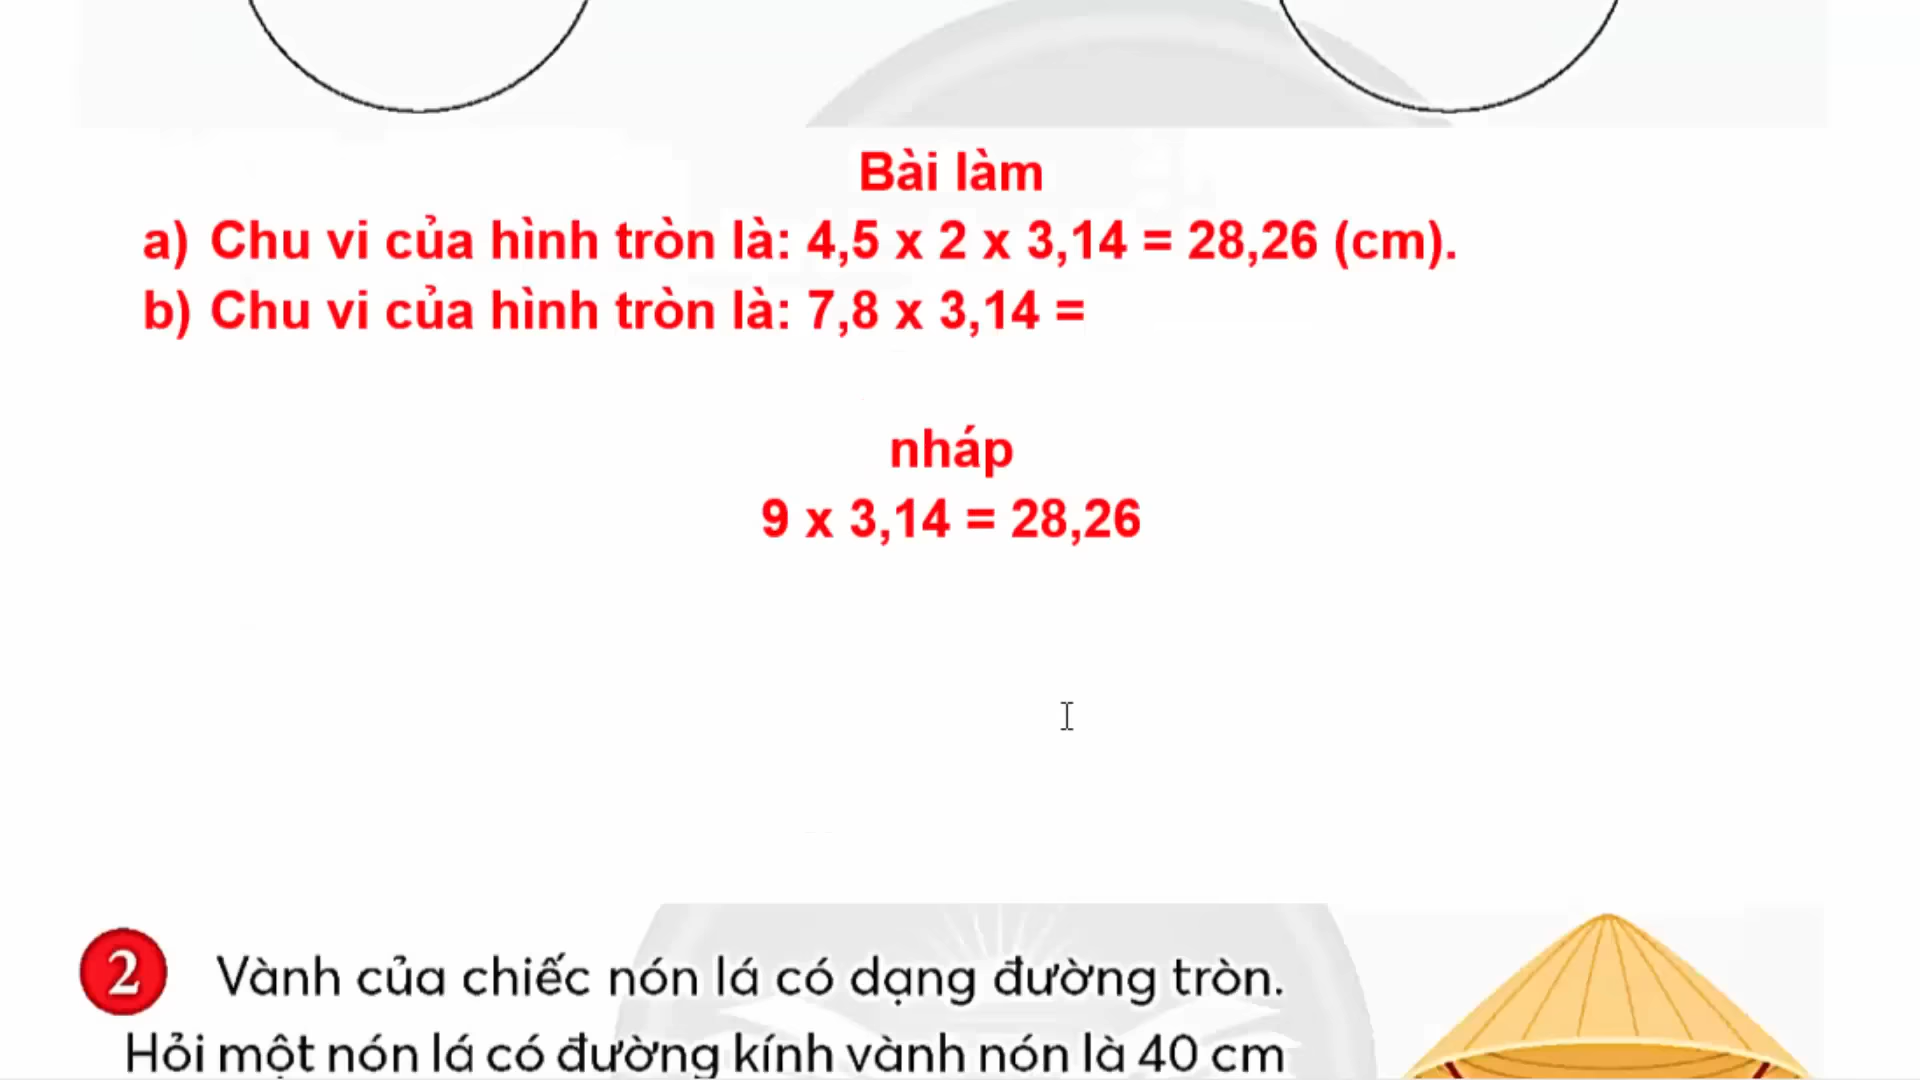 Bài làm
a) Chu vi của hình tròn là: 4,5 x 2 x 3,14 = 28,26 (cm).
b) Chu vi của hình tròn là: 7,8 x 3,14 =
nháp
9 x 3,14 = 28,26
2 Vành của chiếc nón lá có dạng đường tròn.
Hỏi một nón lá có đường kính vành nón là 40 cm